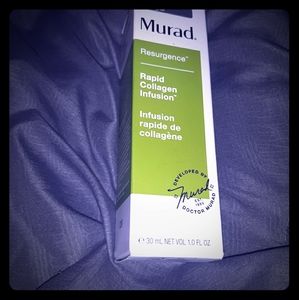 Murad.
Resurgence™
Rapid
Collagen
Infusion™
Infusion
rapide de
collagène
DEVELOPED BY
Murad
DOCTOR MURAD
30 mL NET VOL 1.0 FL OZ